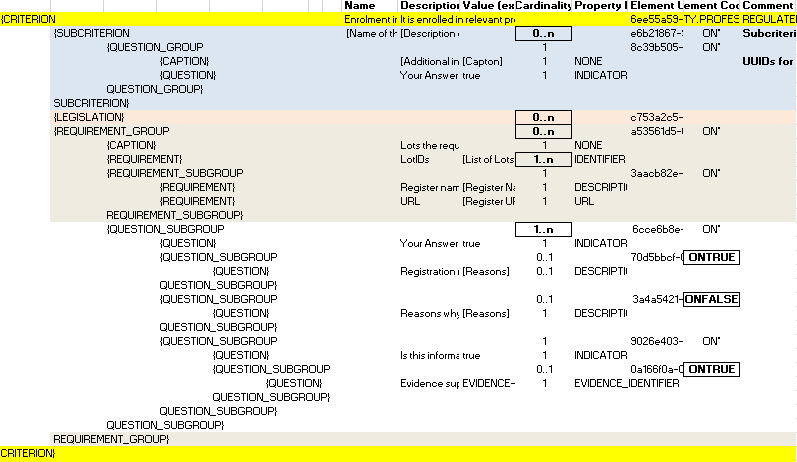 Name Description Value (ex Cardinality Property Element Code Comment
{CRITERION Enrolment in It is enrolled in relevant pr 6ee55a59- TY.PROFES REGULATE
{SUBCRITERION [Name of th [Description 0..n e6b21867- ON* Subcriteri
{QUESTION_GROUP 1 8c39b505- ON*
{CAPTION} [Additional in [Capton] 1 NONE UUIDs for
{QUESTION} Your Answer true 1 INDICATOR
QUESTION_GROUP}
SUBCRITERION}
{LEGISLATION} 0..n c753a2c5-
{REQUIREMENT_GROUP 0..n a53561d5- ON*
{CAPTION} Lots the requ 1 NONE
{REQUIREMENT} LotIDs [List of Lots 1..n IDENTIFIER
{REQUIREMENT_SUBGROUP 1 3aacb82e- ON*
{REQUIREMENT} Register nam [Register Na 1 DESCRIPTI
{REQUIREMENT} URL [Register UR 1 URL
REQUIREMENT_SUBGROUP}
{QUESTION_SUBGROUP 1..n 6cce6b8e- ON*
{QUESTION} Your Answer true 1 INDICATOR
{QUESTION_SUBGROUP 0..1 70d5bbcf- ONTRUE
{QUESTION} Registration [Reasons] 0..1 DESCRIPTI
QUESTION_SUBGROUP}
{QUESTION_SUBGROUP 0..1 3a4a5421- ONFALSE
{QUESTION} Reasons why [Reasons] 1 DESCRIPTI
QUESTION_SUBGROUP}
{QUESTION_SUBGROUP 1 9026e403- ON*
{QUESTION} Is this informa true 1 INDICATOR
{QUESTION_SUBGROUP 0..1 0a166f0a- ONTRUE
{QUESTION} Evidence sup EVIDENCE- 1 EVIDENCE_IDENTIFIER
QUESTION_SUBGROUP}
QUESTION_SUBGROUP}
QUESTION_SUBGROUP}
REQUIREMENT_GROUP}
CRITERION}